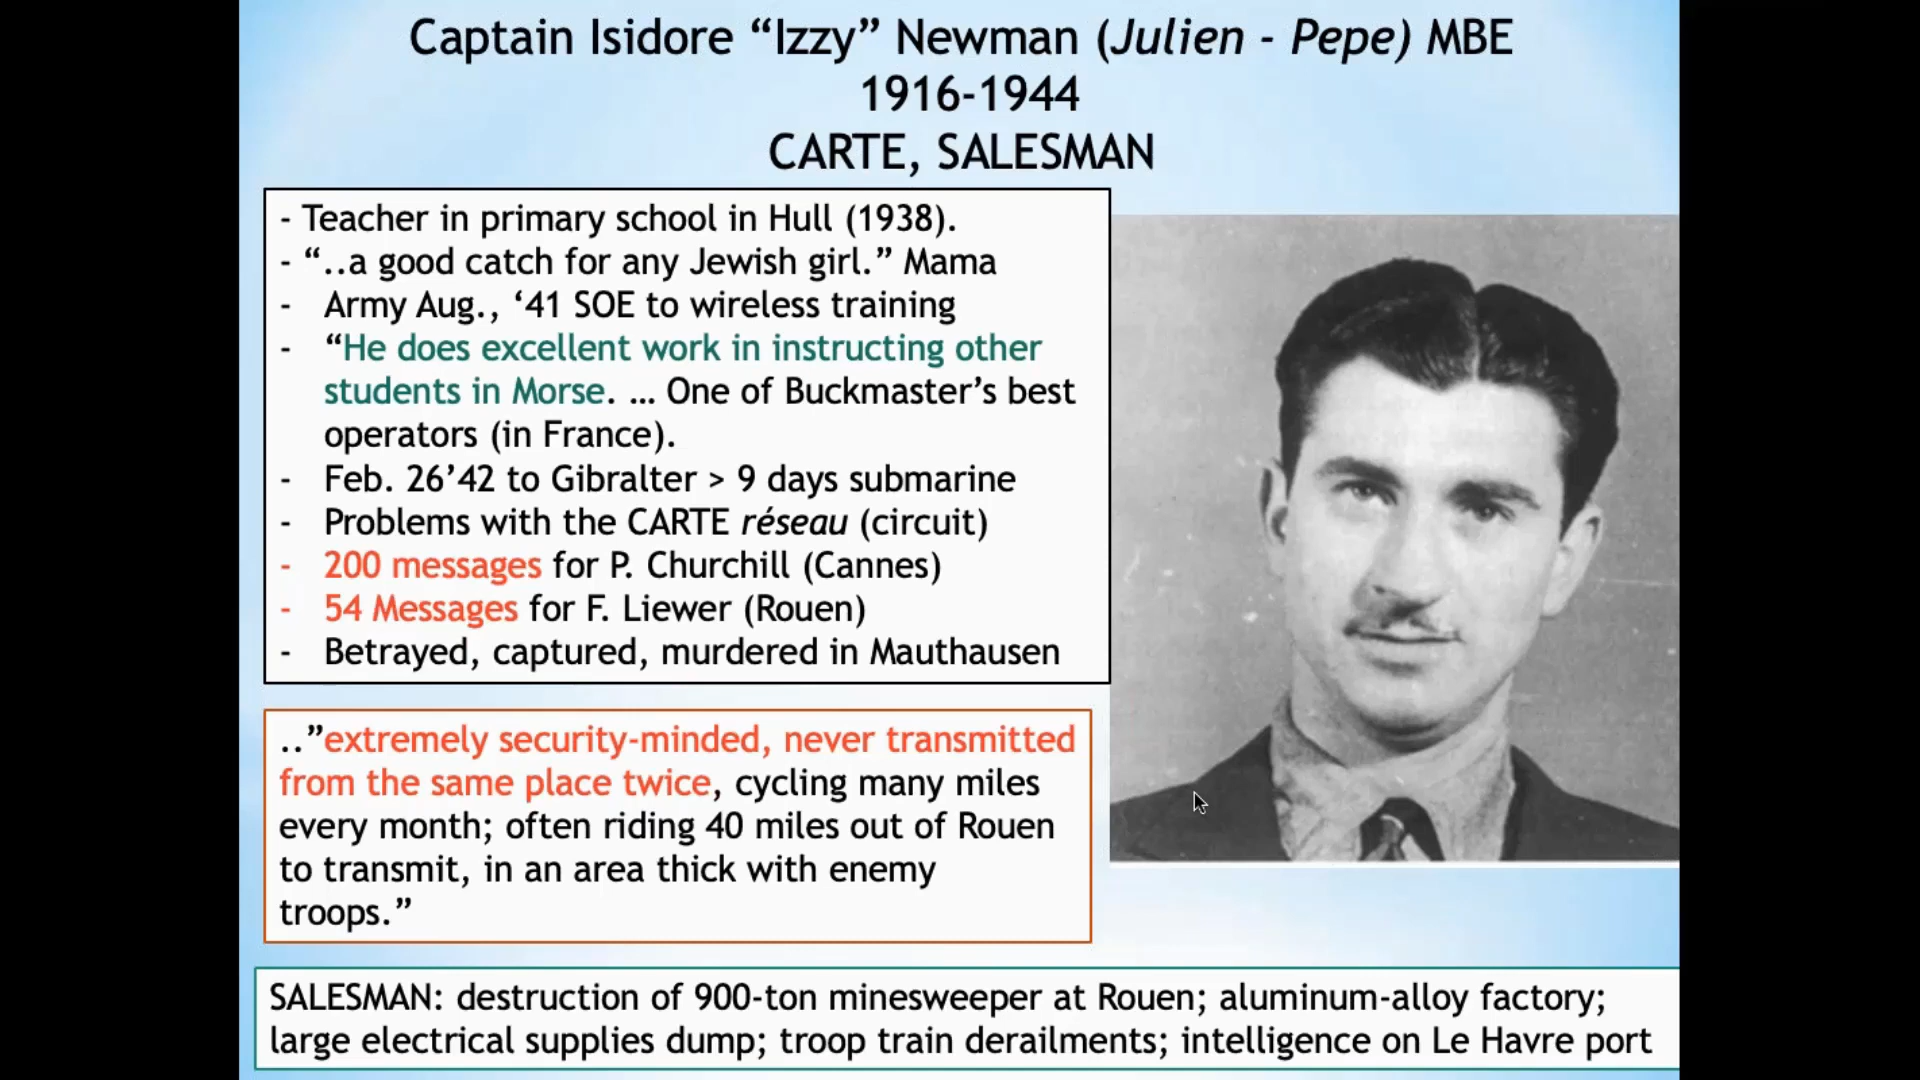 Captain Isidore “Izzy” Newman (Julien - Pepe) MBE
1916-1944
CARTE, SALESMAN
- Teacher in primary school in Hull (1938).
- “..a good catch for any Jewish girl.” Mama
- Army Aug., ‘41 SOE to wireless training
- “He does excellent work in instructing other
students in Morse. … One of Buckmaster’s best
operators (in France).
- Feb. 26’42 to Gibralter > 9 days submarine
- Problems with the CARTE réseau (circuit)
- 200 messages for P. Churchill (Cannes)
- 54 Messages for F. Liewer (Rouen)
- Betrayed, captured, murdered in Mauthausen
..”extremely security-minded, never transmitted
from the same place twice, cycling many miles
every month; often riding 40 miles out of Rouen
to transmit, in an area thick with enemy
troops.”
SALESMAN: destruction of 900-ton minesweeper at Rouen; aluminum-alloy factory;
large electrical supplies dump; troop train derailments; intelligence on Le Havre port